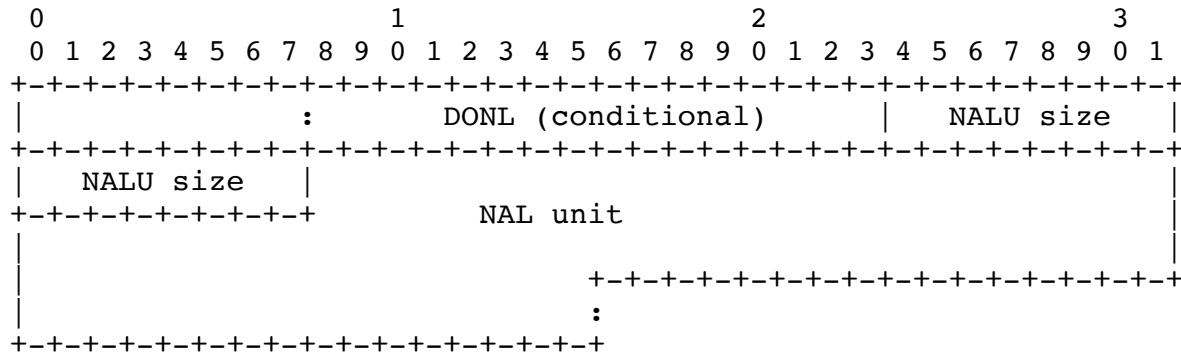 0                   1                   2                   3
 0 1 2 3 4 5 6 7 8 9 0 1 2 3 4 5 6 7 8 9 0 1 2 3 4 5 6 7 8 9 0 1
+-+-+-+-+-+-+-+-+-+-+-+-+-+-+-+-+-+-+-+-+-+-+-+-+-+-+-+-+-+-+-+-+
|               :       DONL (conditional)      |   NALU size   |
+-+-+-+-+-+-+-+-+-+-+-+-+-+-+-+-+-+-+-+-+-+-+-+-+-+-+-+-+-+-+-+-+
|   NALU size   |                                               |
+-+-+-+-+-+-+-+-+         NAL unit                              |
|                                                               |
|                               +-+-+-+-+-+-+-+-+-+-+-+-+-+-+-+-+
|                               :
+-+-+-+-+-+-+-+-+-+-+-+-+-+-+-+-+